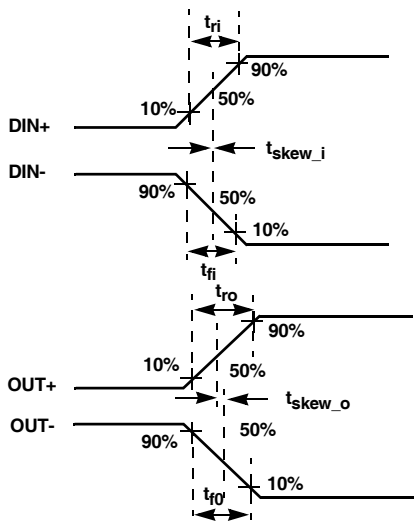 tri
90%
10%
50%
DIN+
tskew_i
DIN-
90%
50%
10%
tfi
tro
90%
10%
50%
OUT+
tskew_o
OUT-
50%
90%
10%
tf0